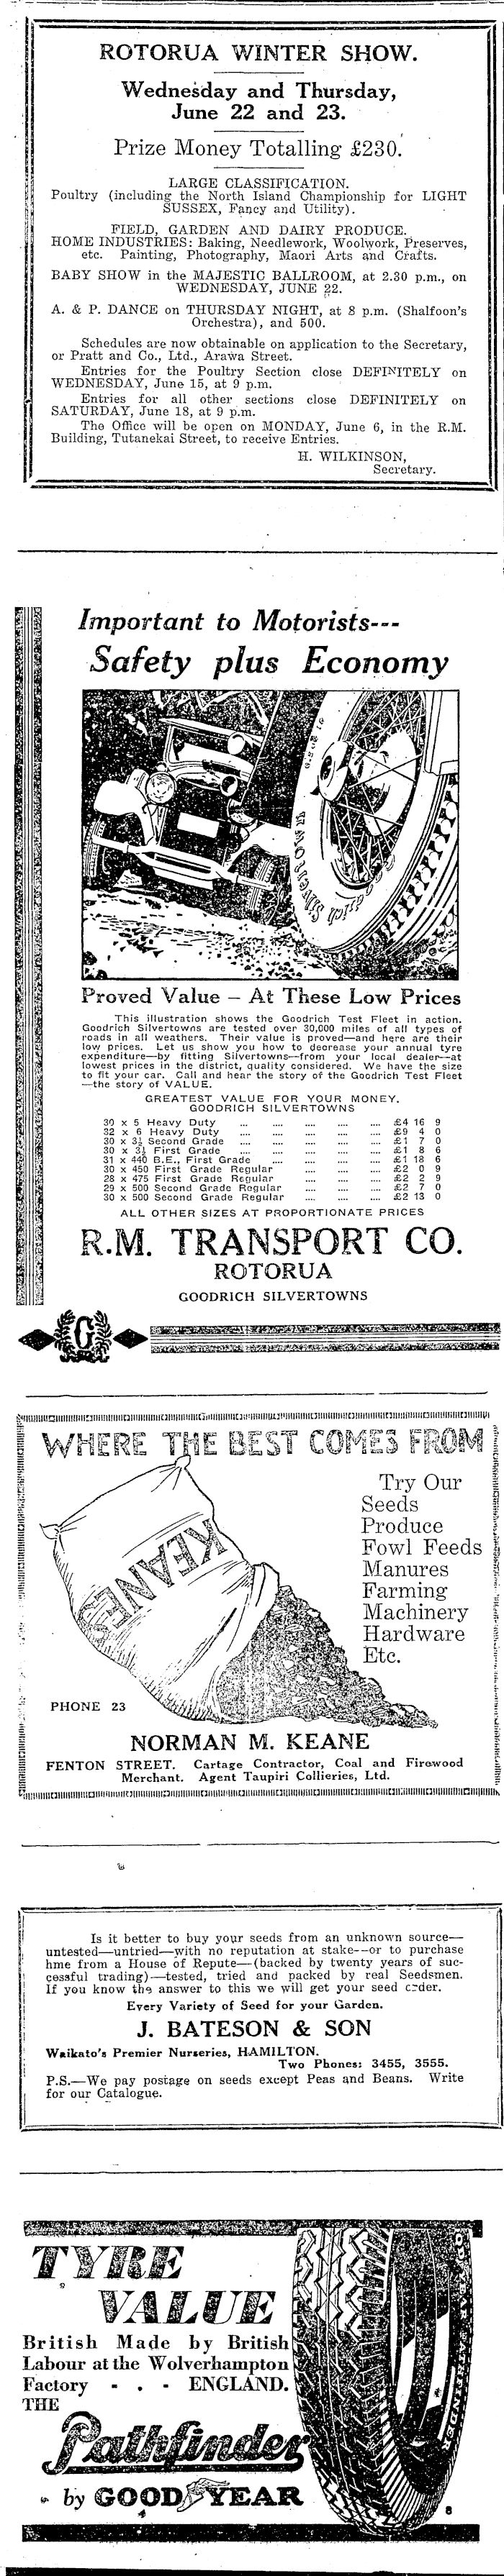 ROTORUA WINTER SHOW.
Wednesday and Thursday,
June 22 and 23.
Prize Money Totalling £230.
LARGE CLASSIFICATION.
Poultry (including the North Island Championship for LIGHT
SUSSEX, Fancy and Utility).
FIELD, GARDEN AND DAIRY PRODUCE.
HOME INDUSTRIES: Baking, Needlework, Woolwork, Preserves,
etc. Painting, Photography, Maori Arts and Crafts.
BABY SHOW in the MAJESTIC BALLROOM, at 2.30 p.m., on
WEDNESDAY, JUNE 22.
A. & P. DANCE on THURSDAY NIGHT, at 8 p.m. (Shalfoon's
Orchestra), and 500.
Schedules are now obtainable on application to the Secretary,
or Pratt and Co., Ltd., Arawa Street.
Entries for the Poultry Section close DEFINITELY on
WEDNESDAY, June 15, at 9 p.m.
Entries for all other sections close DEFINITELY on
SATURDAY, June 18, at 9 p.m.
The Office will be open on MONDAY, June 6, in the R.M.
Building, Tutanekai Street, to receive Entries.
H. WILKINSON,
Secretary.
Important to Motorists---
Safety plus Economy
Goodrich Silvertown
Proved Value – At These Low Prices
This illustration shows the Goodrich Test Fleet in action.
Goodrich Silvertowns are tested over 30,000 miles of all types of
roads in all weathers. Their value is proved—and here are their
low prices. Let us show you how to decrease your annual tyre
expenditure—by fitting Silvertowns—from your local dealer—at
lowest prices in the district, quality considered. We have the size
to fit your car. Call and hear the story of the Goodrich Test Fleet
—the story of VALUE.
GREATEST VALUE FOR YOUR MONEY.
GOODRICH SILVERTOWNS
30 x 5 Heavy Duty ... .... .... .... £4 16 9
32 x 6 Heavy Duty .... .... .... .... £9 4 0
30 x 3½ Second Grade .... .... .... .... £1 7 0
30 x 3½ First Grade .... .... .... .... £1 8 6
31 x 440 B.E., First Grade .... .... .... .... £1 18 6
30 x 450 First Grade Regular .... .... .... £2 0 9
28 x 475 First Grade Regular .... .... .... £2 2 9
29 x 500 Second Grade Regular .... .... .... £2 7 0
30 x 500 Second Grade Regular .... .... .... £2 13 0
ALL OTHER SIZES AT PROPORTIONATE PRICES
R.M. TRANSPORT CO.
ROTORUA
GOODRICH SILVERTOWNS
G
WHERE THE BEST COMES FROM
KEANES
Try Our
Seeds
Produce
Fowl Feeds
Manures
Farming
Machinery
Hardware
Etc.
PHONE 23
NORMAN M. KEANE
FENTON STREET. Cartage Contractor, Coal and Firewood
Merchant. Agent Taupiri Collieries, Ltd.
Is it better to buy your seeds from an unknown source—
untested—untried—with no reputation at stake--or to purchase
hme from a House of Repute—(backed by twenty years of suc-
cessful trading)—tested, tried and packed by real Seedsmen.
If you know the answer to this we will get your seed order.
Every Variety of Seed for your Garden.
J. BATESON & SON
Waikato's Premier Nurseries, HAMILTON.
Two Phones: 3455, 3555.
P.S.—We pay postage on seeds except Peas and Beans. Write
for our Catalogue.
TYRE
VALUE
British Made by British
Labour at the Wolverhampton
Factory - . - ENGLAND.
THE
Pathfinder
by GOODYEAR
8